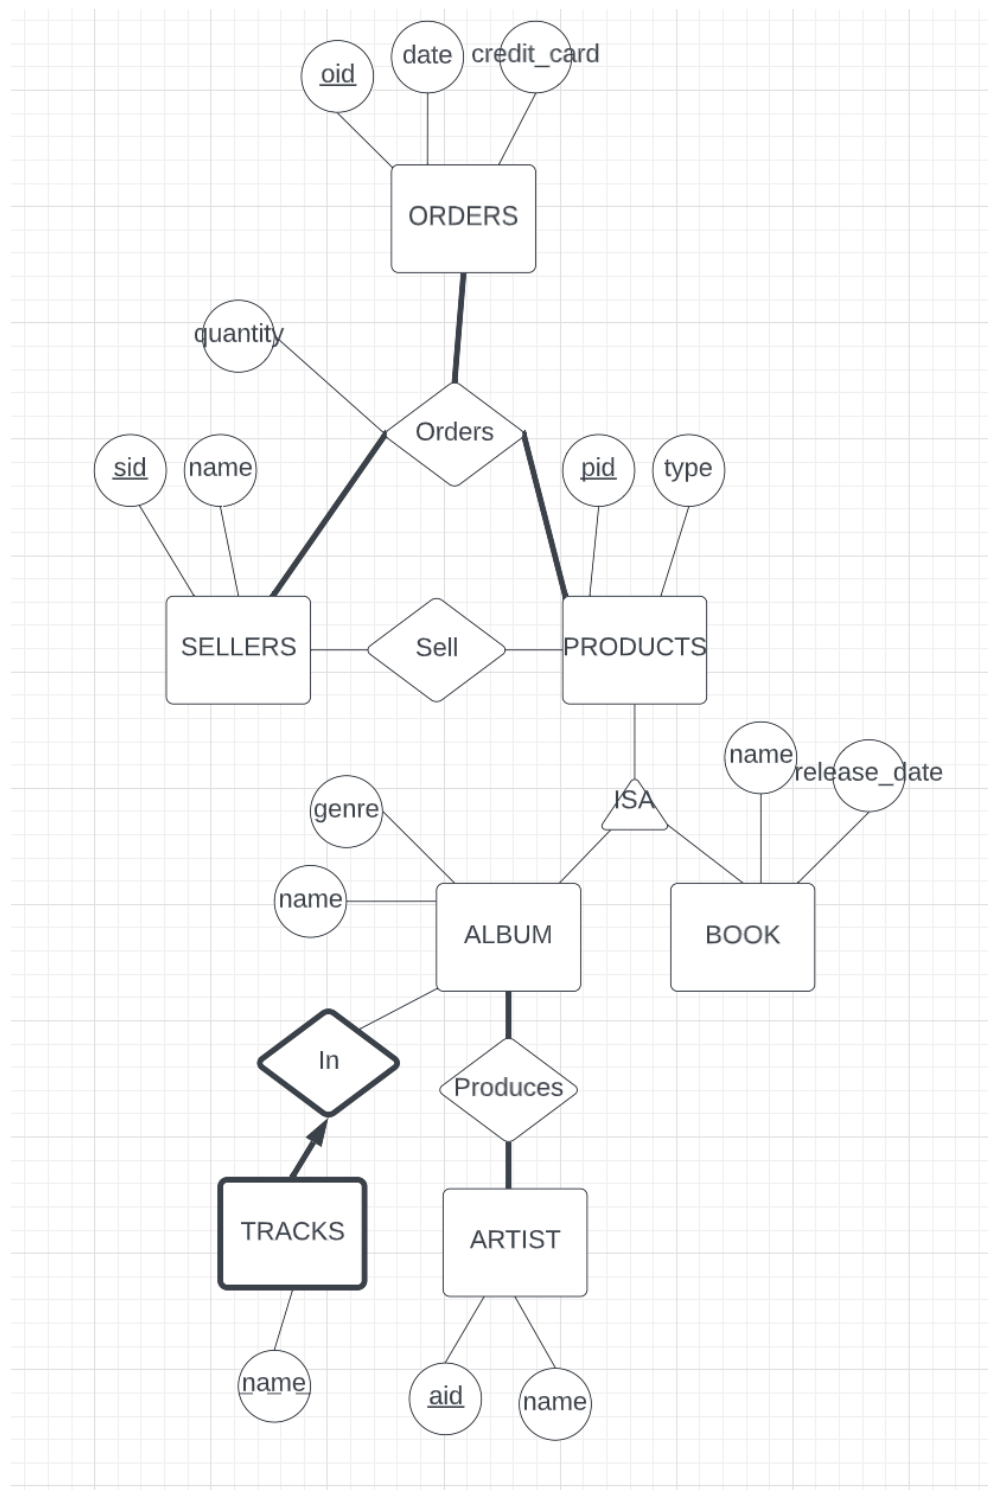 oid
date
credit_card
ORDERS
quantity
Orders
sid
name
pid
type
SELLERS
Sell
PRODUCTS
name
release_date
ISA
genre
name
ALBUM
BOOK
In
Produces
TRACKS
ARTIST
name
aid
name